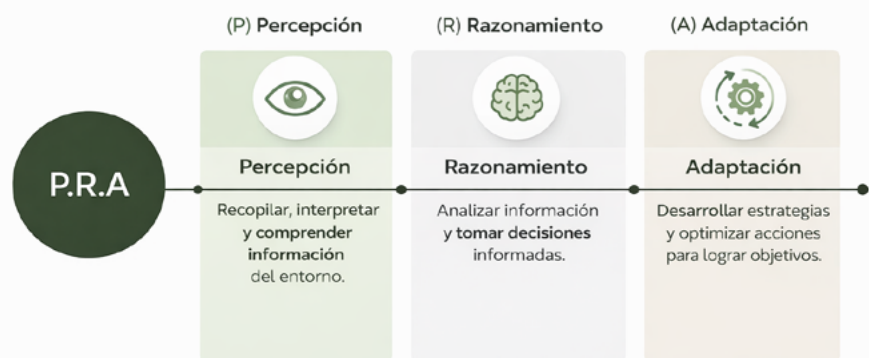 (P) Percepción
(R) Razonamiento
(A) Adaptación
P.R.A
Percepción
Recopilar, interpretar
y comprender
información
del entorno.
Razonamiento
Analizar información
y tomar decisiones
informadas.
Adaptación
Desarrollar estrategias
y optimizar acciones
para lograr objetivos.